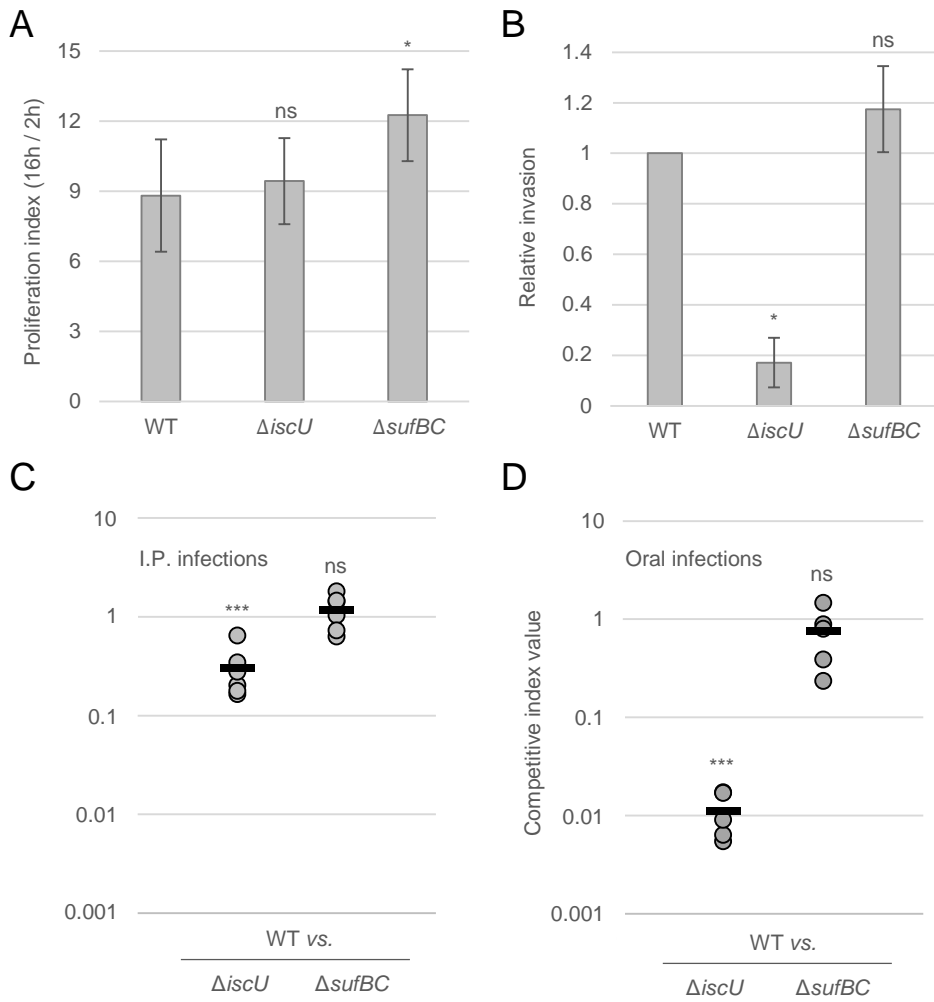 A
Proliferation index (16h / 2h)
15
12
9
6
3
0
ns
*
WT
ΔiscU
ΔsufBC
B
Relative invasion
1.4
1.2
1
0.8
0.6
0.4
0.2
0
*
ns
WT
ΔiscU
ΔsufBC
C
10
1
0.1
0.01
0.001
I.P. infections
***
ns
WT vs.
ΔiscU
ΔsufBC
D
Competitive index value
10
1
0.1
0.01
0.001
Oral infections
***
ns
WT vs.
ΔiscU
ΔsufBC